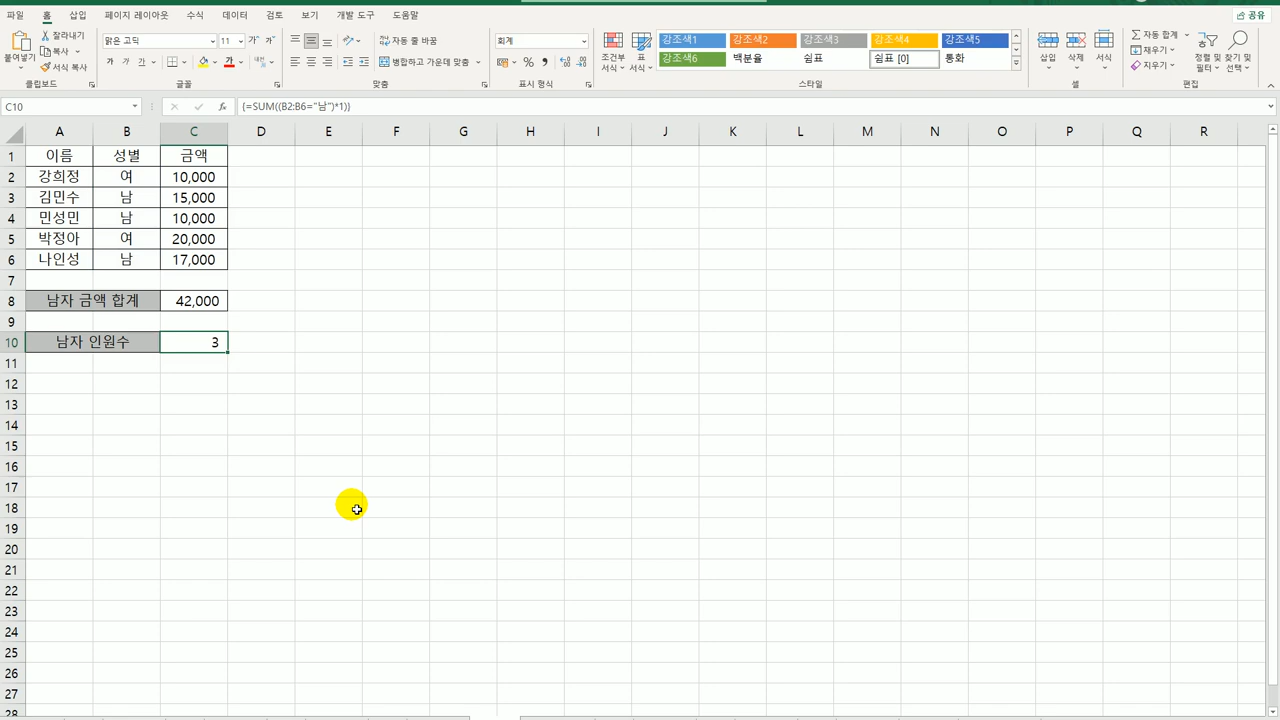 파일 홈 삽입 페이지 레이아웃 수식 데이터 검토 보기 개발 도구 도움말 공유
붙여넣기 잘라내기 맑은 고딕 11 가 가 자동 줄 바꿈 회계 조건부 서식 표 서식 강조색1 강조색2 강조색3 강조색4 강조색5 삽입 삭제 서식 자동 합계 정렬 및 필터 찾기 및 선택
복사 채우기
서식 복사 가 가 가 가 병합하고 가운데 맞춤 % 강조색6 백분율 쉼표 쉼표 [0] 통화 지우기
클립보드 글꼴 맞춤 표시 형식 스타일 셀 편집
C10 fx {=SUM((B2:B6="남")*1)}
A B C D E F G H I J K L M N O P Q R
1 이름 성별 금액
2 강희정 여 10,000
3 김민수 남 15,000
4 민성민 남 10,000
5 박정아 여 20,000
6 나인성 남 17,000
7
8 남자 금액 합계 42,000
9
10 남자 인원수 3
11
12
13
14
15
16
17
18
19
20
21
22
23
24
25
26
27
28